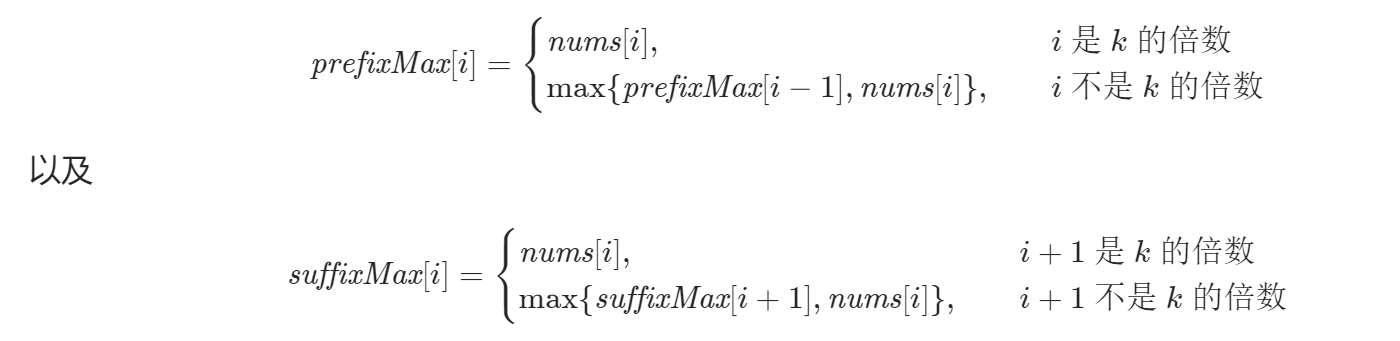 prefixMax[i] = { nums[i], i 是 k 的倍数
max{prefixMax[i − 1], nums[i]}, i 不是 k 的倍数
以及
suffixMax[i] = { nums[i], i + 1 是 k 的倍数
max{suffixMax[i + 1], nums[i]}, i + 1 不是 k 的倍数